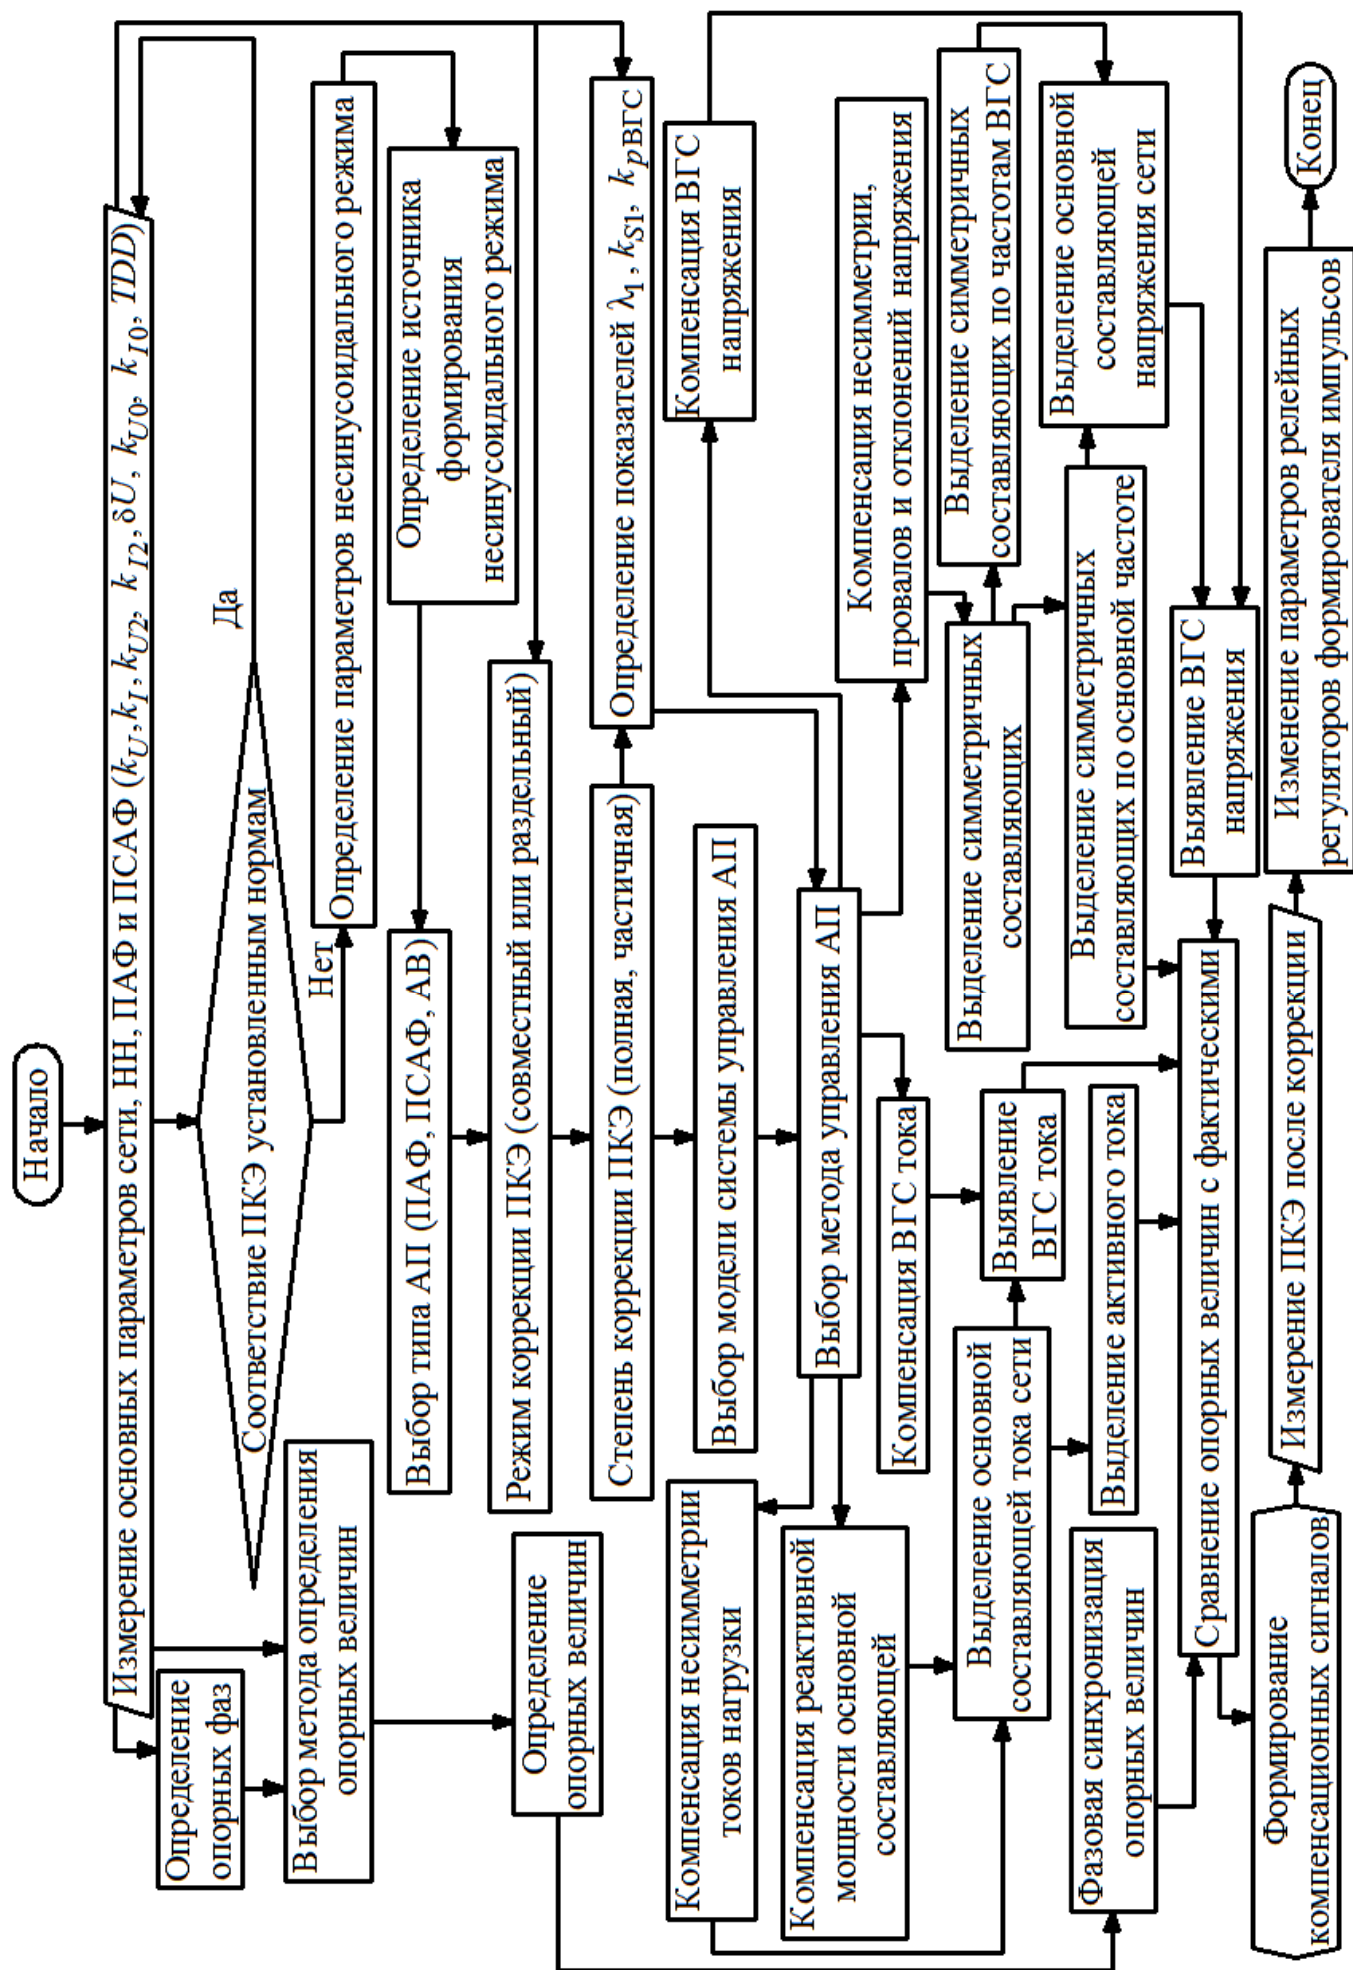 Начало
Измерение основных параметров сети, НН, ПАФ и ПСАФ (k_U, k_I, k_U2, k_I2, δU, k_U0, k_I0, TDD)
Определение
опорных фаз
Соответствие ПКЭ установленным нормам
Да
Нет
Выбор метода определения
опорных величин
Определение параметров несинусоидального режима
Определение источника
формирования
несинусоидального режима
Выбор типа АП (ПАФ, ПСАФ, АВ)
Режим коррекции ПКЭ (совместный или раздельный)
Определение
опорных величин
Степень коррекции ПКЭ (полная, частичная)
Определение показателей λ1, k_S1, k_pВГС
Выбор модели системы управления АП
Компенсация ВГС
напряжения
Компенсация несимметрии
токов нагрузки
Выбор метода управления АП
Компенсация реактивной
мощности основной
составляющей
Компенсация ВГС тока
Компенсация несимметрии,
провалов и отклонений напряжения
Выделение основной
составляющей тока сети
Выявление
ВГС тока
Выделение симметричных
составляющих
Выделение симметричных
составляющих по частотам ВГС
Выделение активного тока
Выделение симметричных
составляющих по основной частоте
Выделение основной
составляющей
напряжения сети
Фазовая синхронизация
опорных величин
Сравнение опорных величин с фактическими
Выявление ВГС
напряжения
Формирование
компенсационных сигналов
Измерение ПКЭ после коррекции
Изменение параметров релейных
регуляторов формирователя импульсов
Конец